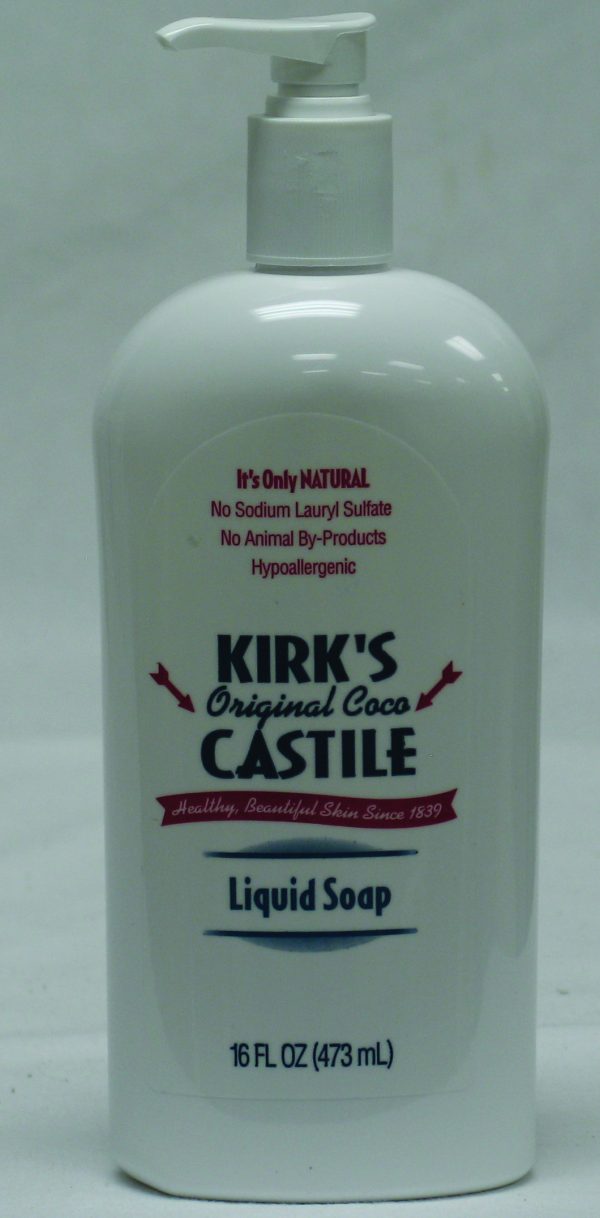 It's Only NATURAL
No Sodium Lauryl Sulfate
No Animal By-Products
Hypoallergenic
KIRK'S
Original Coco
CASTILE
Healthy, Beautiful Skin Since 1839
Liquid Soap
16 FL OZ (473 mL)